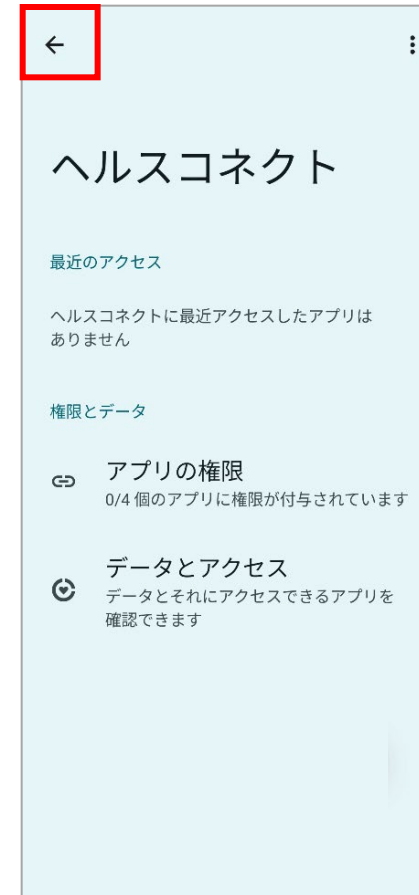 ヘルスコネクト
最近のアクセス
ヘルスコネクトに最近アクセスしたアプリは
ありません
権限とデータ
アプリの権限
0/4 個のアプリに権限が付与されています
データとアクセス
データとそれにアクセスできるアプリを
確認できます